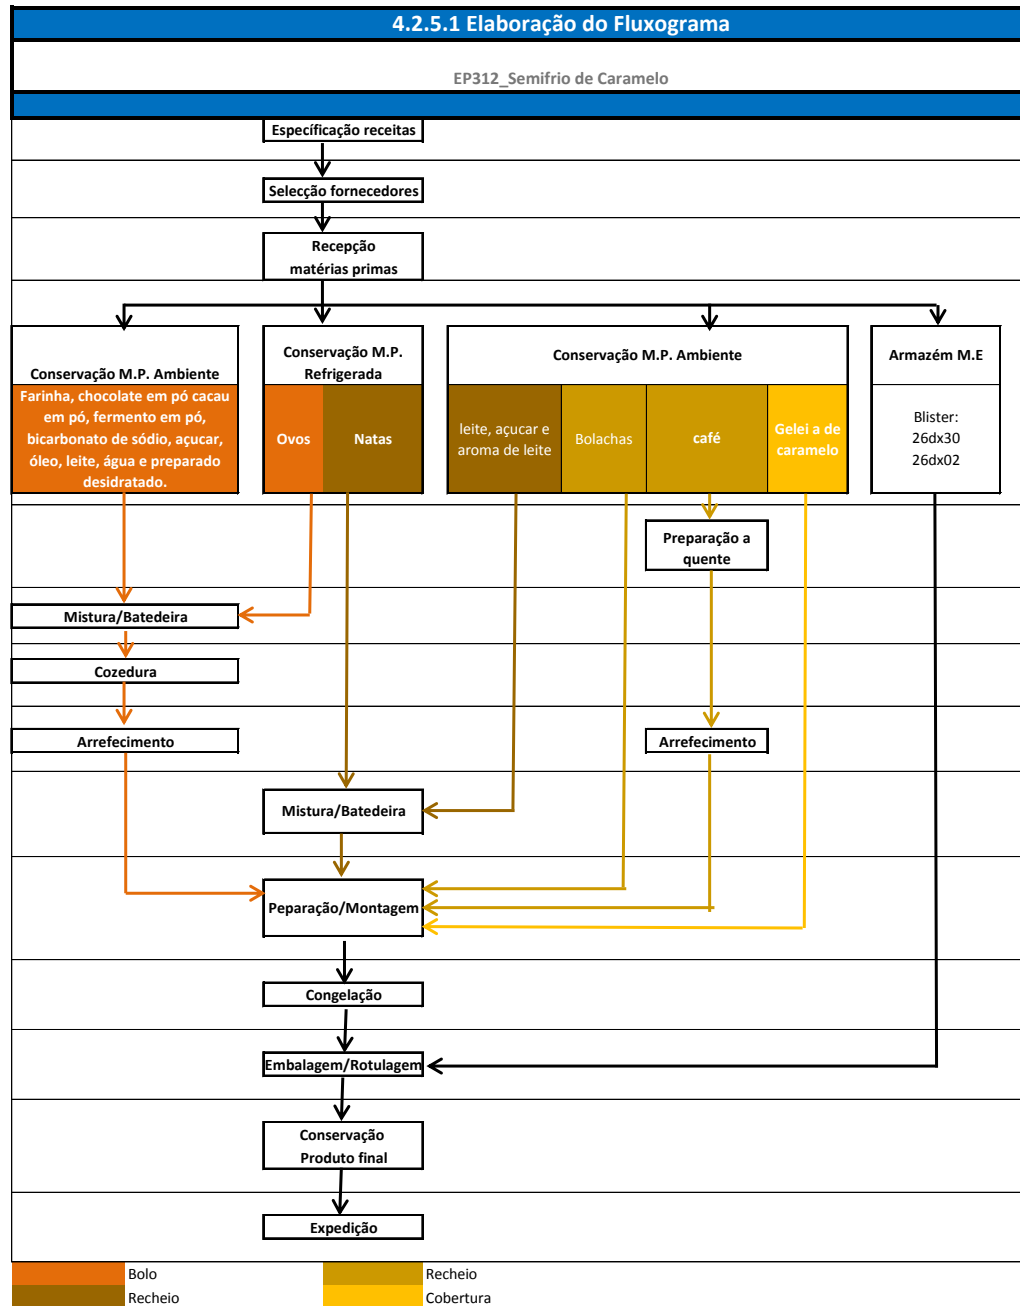 4.2.5.1 Elaboração do Fluxograma
EP312_Semifrio de Caramelo
Específicação receitas
Selecção fornecedores
Recepção
matérias primas
Conservação M.P. Ambiente
Conservação M.P.
Refrigerada
Conservação M.P. Ambiente
Armazém M.E
Farinha, chocolate em pó cacau
em pó, fermento em pó,
bicarbonato de sódio, açucar,
óleo, leite, água e preparado
desidratado.
Ovos
Natas
leite, açucar e
aroma de leite
Bolachas
café
Gelei a de
caramelo
Blister:
26dx30
26dx02
Preparação a
quente
Mistura/Batedeira
Cozedura
Arrefecimento
Arrefecimento
Mistura/Batedeira
Peparação/Montagem
Congelação
Embalagem/Rotulagem
Conservação
Produto final
Expedição
Bolo
Recheio
Recheio
Cobertura